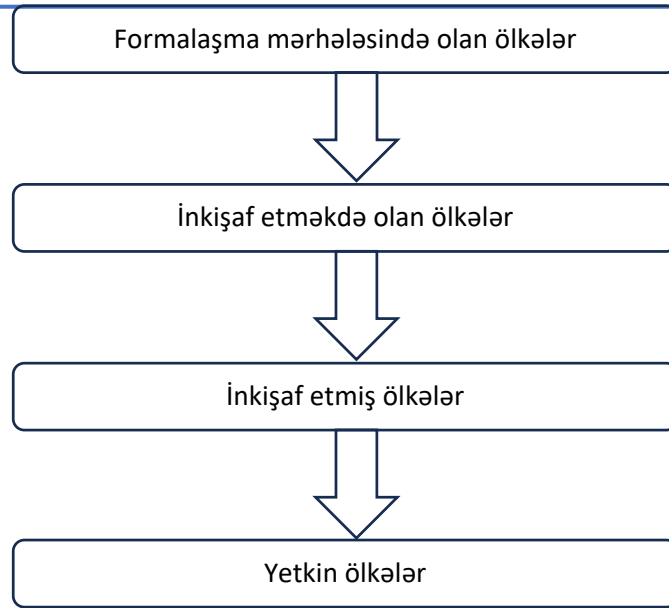 Formalaşma mərhələsində olan ölkələr
İnkişaf etməkdə olan ölkələr
İnkişaf etmiş ölkələr
Yetkin ölkələr